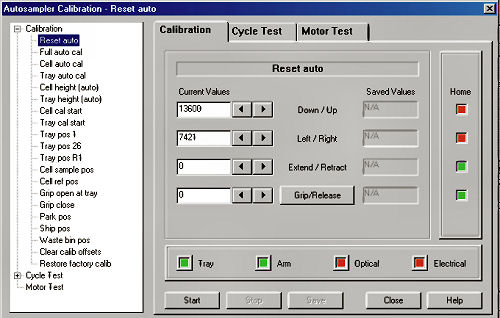 Autosampler Calibration - Reset auto
Calibration
Reset auto
Full auto cal
Cell auto cal
Tray auto cal
Cell height (auto)
Tray height (auto)
Cell cal start
Tray cal start
Tray pos 1
Tray pos 26
Tray pos R1
Cell sample pos
Cell ref pos
Grip open at tray
Grip close
Park pos
Ship pos
Waste bin pos
Clear calib offsets
Restore factory calib
Cycle Test
Motor Test
Calibration Cycle Test Motor Test
Reset auto
Current Values Saved Values Home
13600 Down / Up N/A
7421 Left / Right N/A
0 Extend / Retract N/A
0 Grip/Release N/A
Tray Arm Optical Electrical
Start Stop Save Close Help